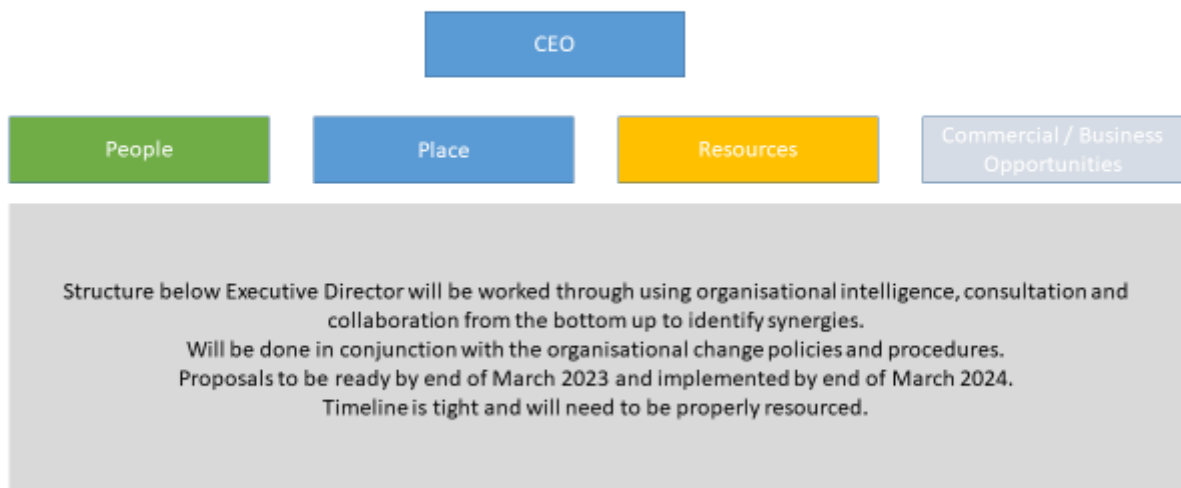 CEO
People
Place
Resources
Commercial / Business
Opportunities
Structure below Executive Director will be worked through using organisational intelligence, consultation and
collaboration from the bottom up to identify synergies.
Will be done in conjunction with the organisational change policies and procedures.
Proposals to be ready by end of March 2023 and implemented by end of March 2024.
Timeline is tight and will need to be properly resourced.